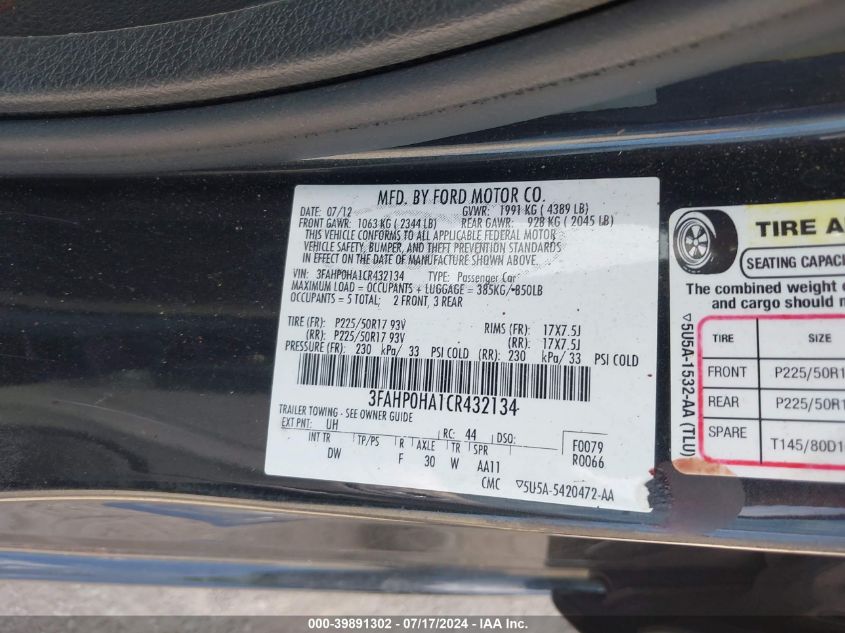 MFD. BY FORD MOTOR CO.
DATE: 07/12 GVWR: 1991 KG ( 4389 LB)
FRONT GAWR: 1063 KG ( 2344 LB) REAR GAWR: 928 KG ( 2045 LB)
THIS VEHICLE CONFORMS TO ALL APPLICABLE FEDERAL MOTOR
VEHICLE SAFETY, BUMPER, AND THEFT PREVENTION STANDARDS
IN EFFECT ON THE DATE OF MANUFACTURE SHOWN ABOVE.
VIN: 3FAHP0HA1CR432134 TYPE: Passenger Car
MAXIMUM LOAD = OCCUPANTS + LUGGAGE = 385KG/ 850LB
OCCUPANTS = 5 TOTAL; 2 FRONT, 3 REAR
TIRE (FR): P225/50R17 93V RIMS (FR): 17X7.5J
(RR): P225/50R17 93V (RR): 17X7.5J
PRESSURE (FR): 230 kPa/ 33 PSI COLD (RR): 230 kPa/ 33 PSI COLD
3FAHP0HA1CR432134
TRAILER TOWING - SEE OWNER GUIDE
EXT PNT: UH RC: 44 DSO: F0079
INT TR TP/PS R AXLE TR SPR R0066
DW F 30 W AA11
CMC ▽5U5A-5420472-AA
TIRE A
SEATING CAPAC
The combined weight o
and cargo should n
TIRE SIZE
FRONT P225/50R1
REAR P225/50R1
SPARE T145/80D1
▽5U5A-1532-AA (TLU)
000-39891302 - 07/17/2024 - IAA Inc.